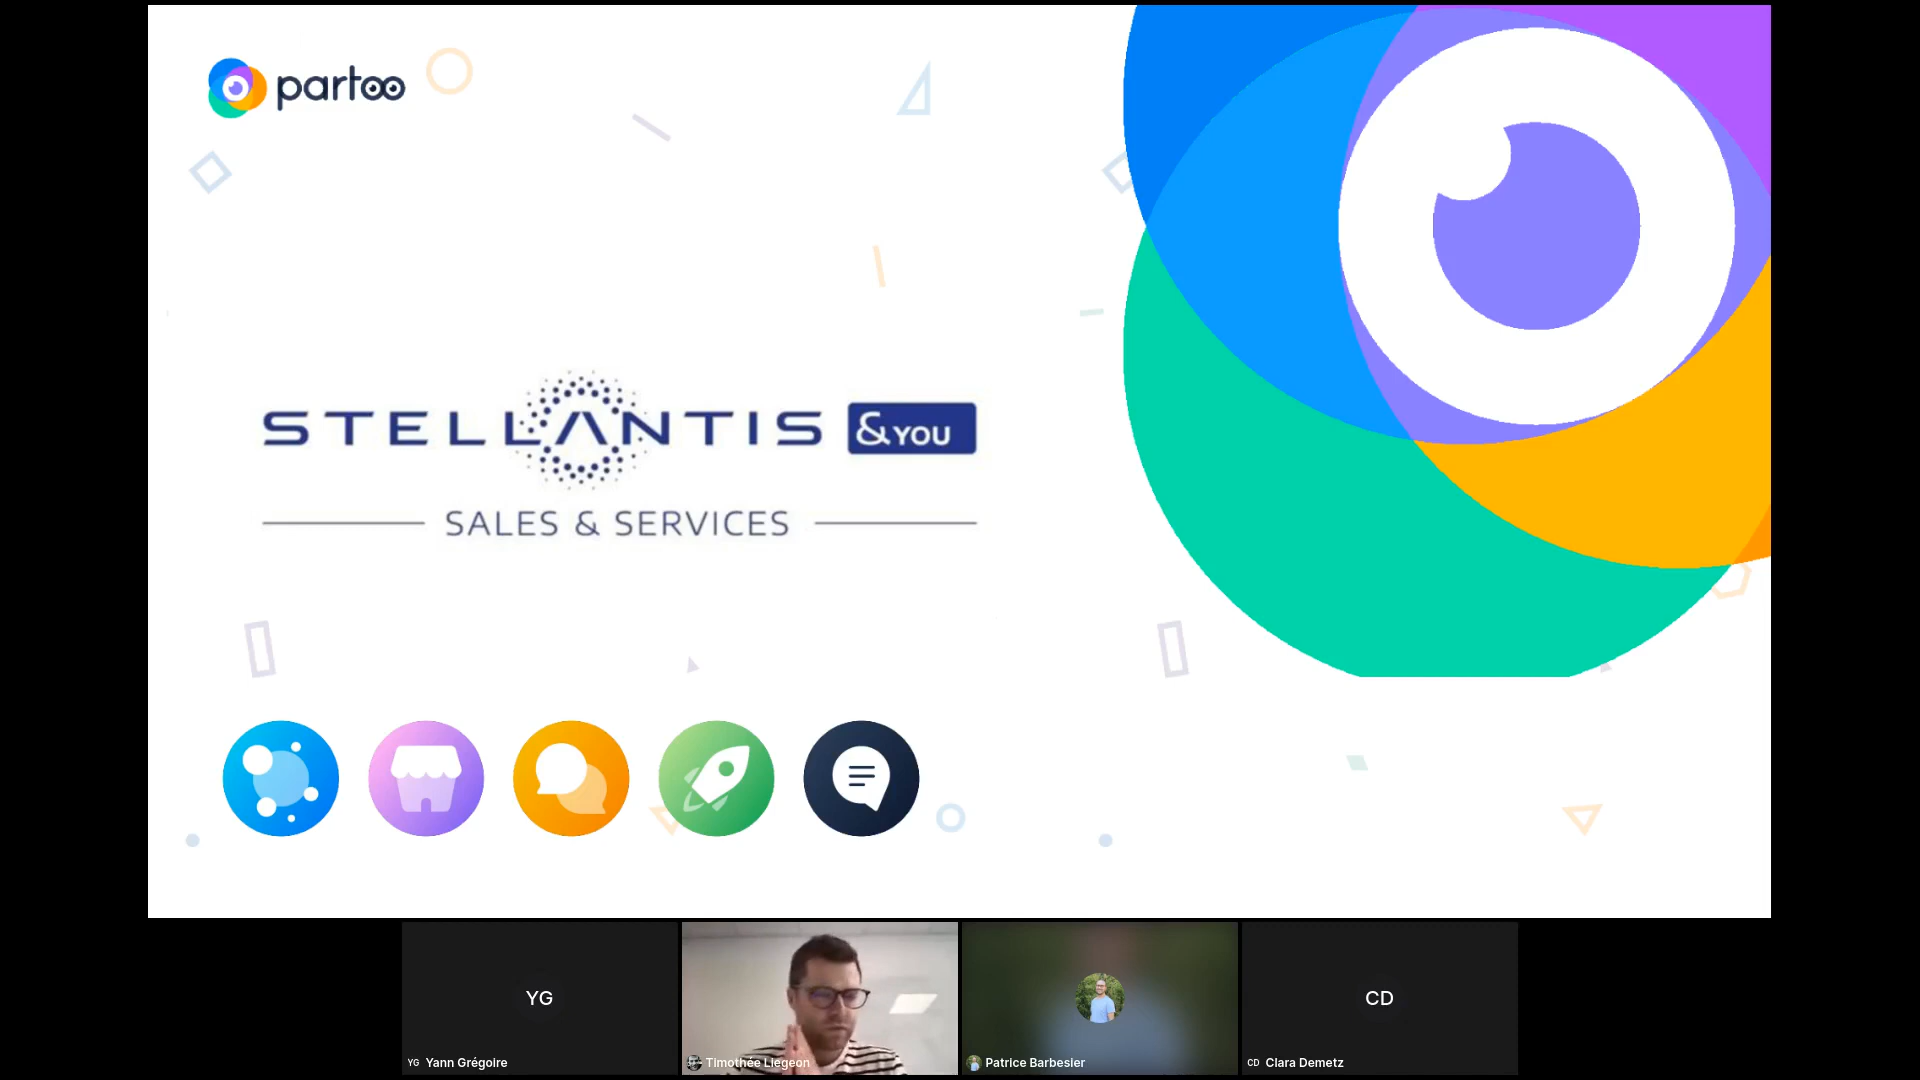 partoo
STELLANTIS &YOU
SALES & SERVICES
YG
CD
YG Yann Grégoire
Timothée Liegeon
Patrice Barbesier
CD Clara Demetz